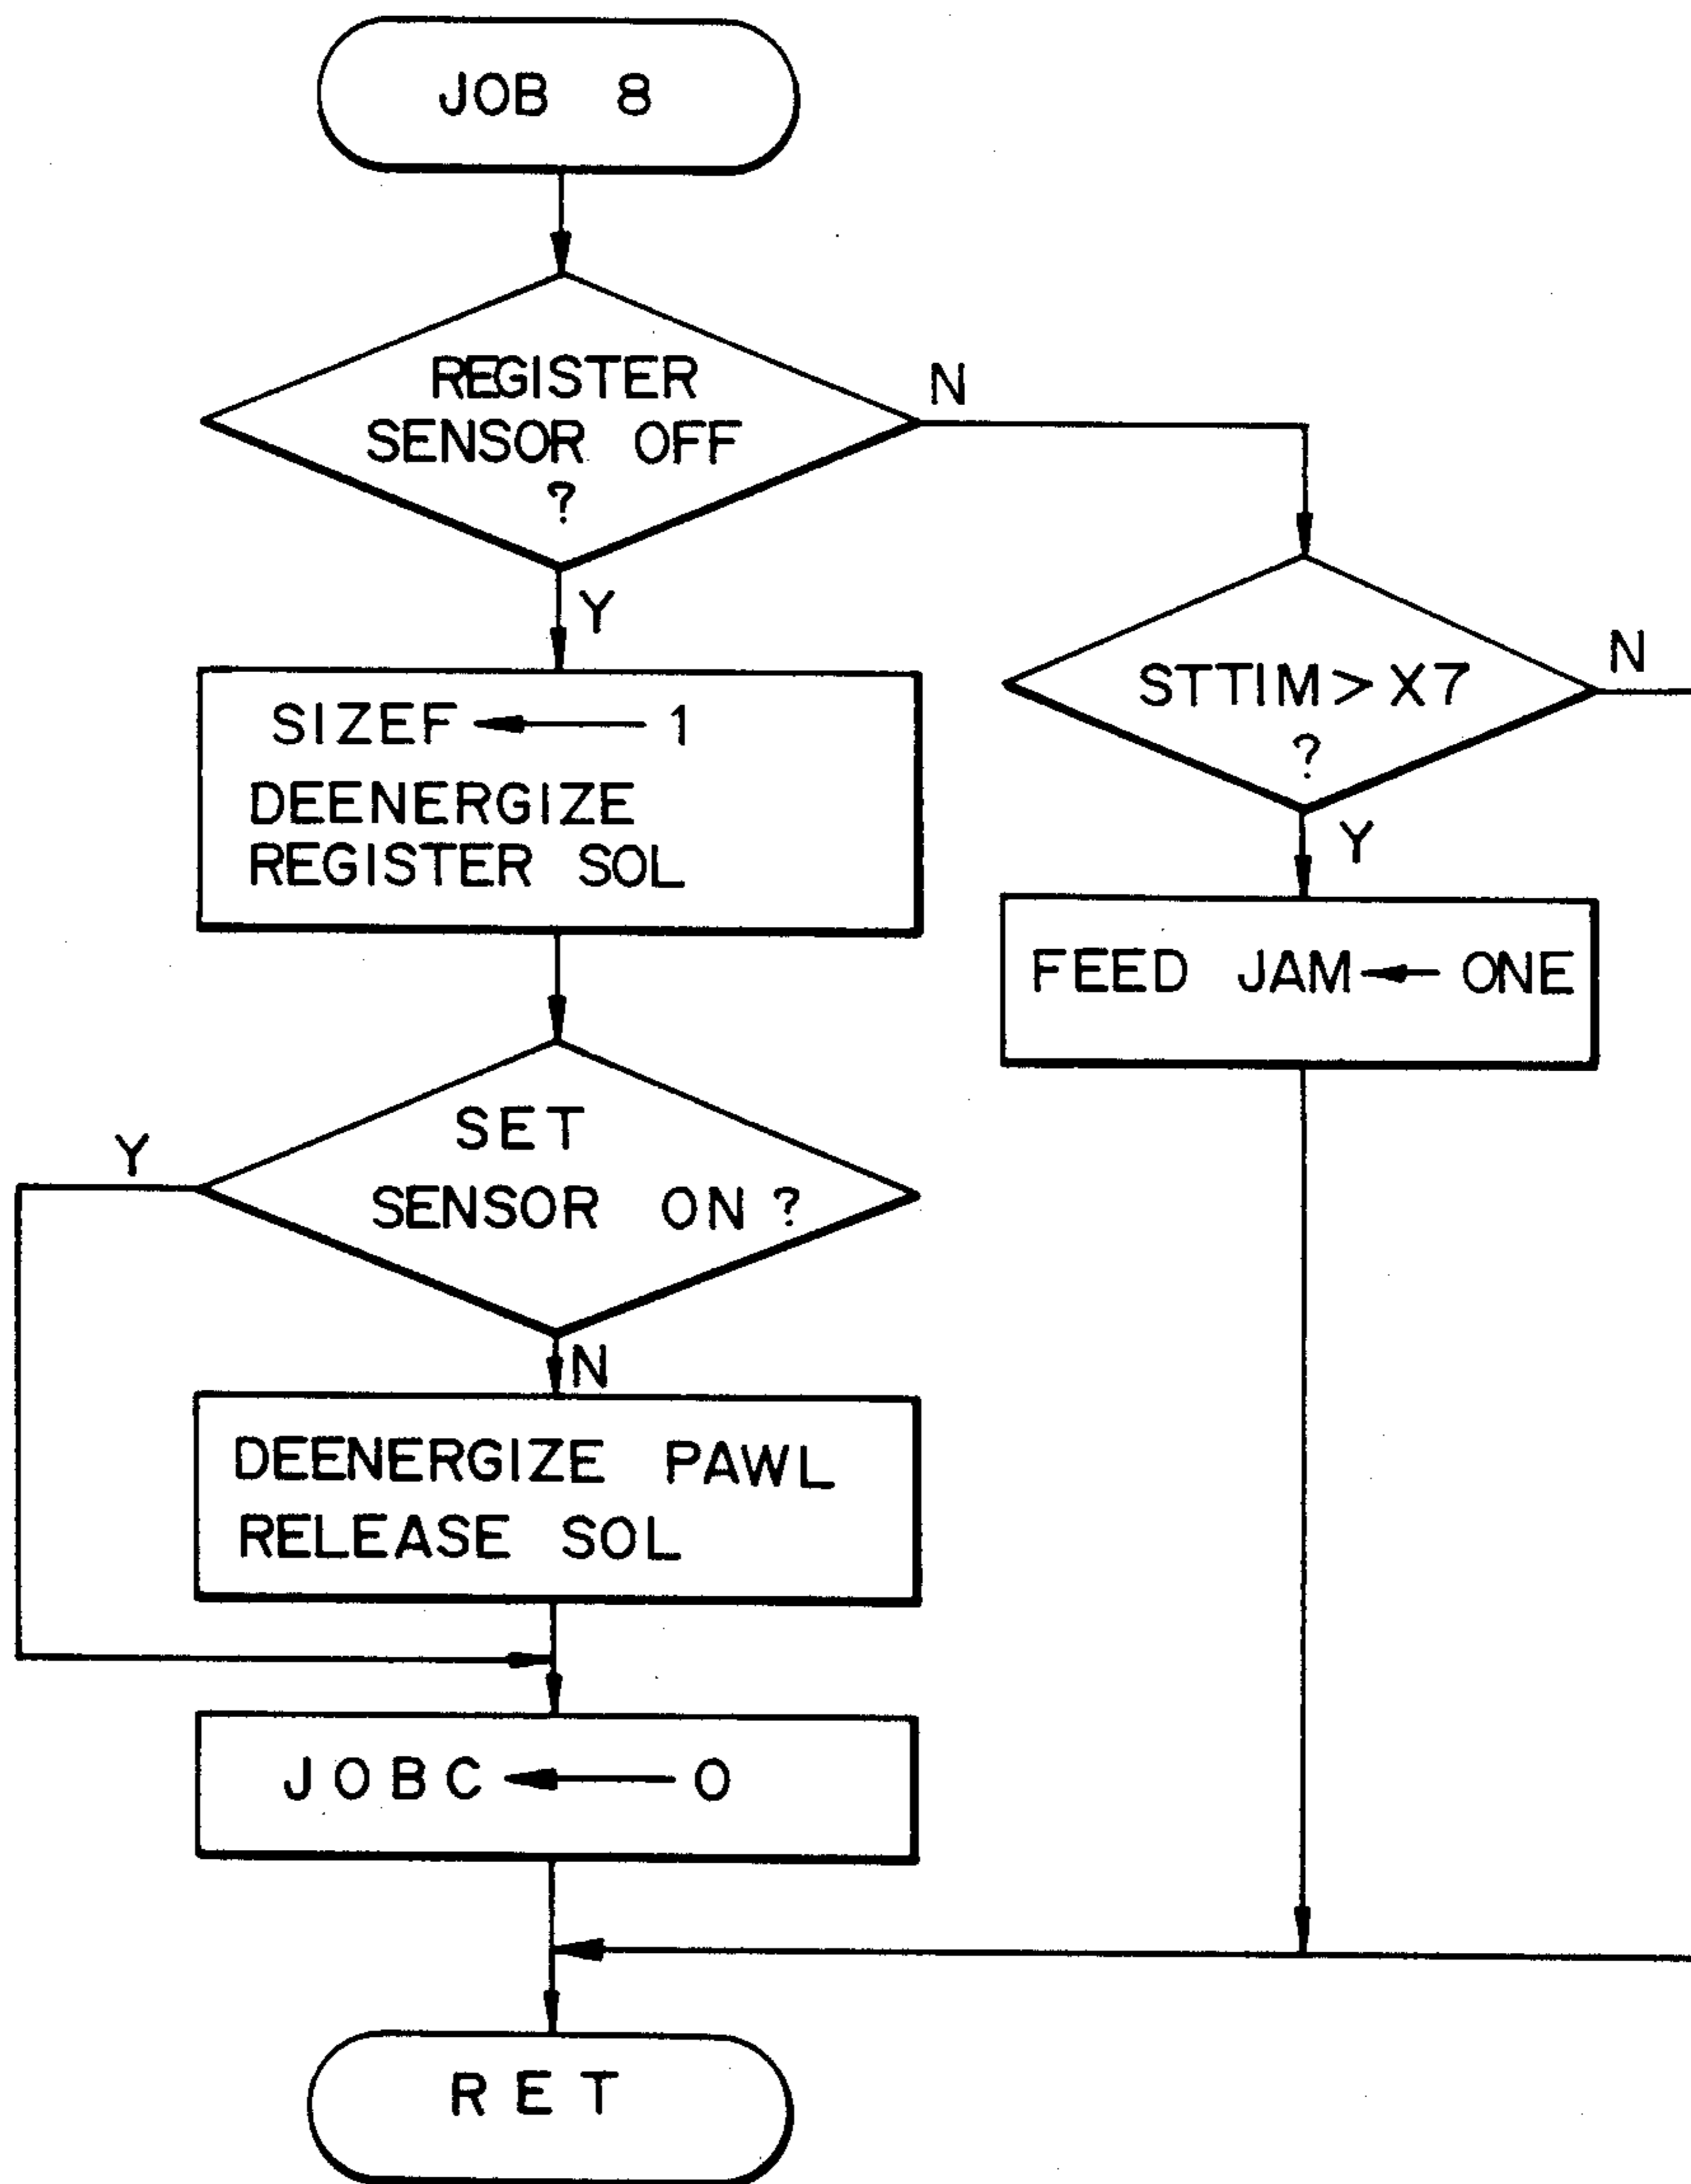 JOB 8
REGISTER
SENSOR OFF
?
N
Y
SIZEF ← 1
DEENERGIZE
REGISTER SOL
STTIM > X7
?
N
Y
FEED JAM ← ONE
SET
SENSOR ON ?
Y
N
DEENERGIZE PAWL
RELEASE SOL
JOBC ← 0
RET